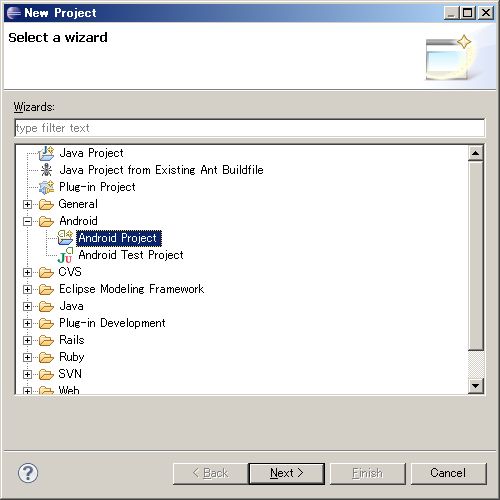 New Project
Select a wizard
Wizards:
type filter text
Java Project
Java Project from Existing Ant Buildfile
Plug-in Project
General
Android
Android Project
Android Test Project
CVS
Eclipse Modeling Framework
Java
Plug-in Development
Rails
Ruby
SVN
Web
?
< Back
Next >
Finish
Cancel